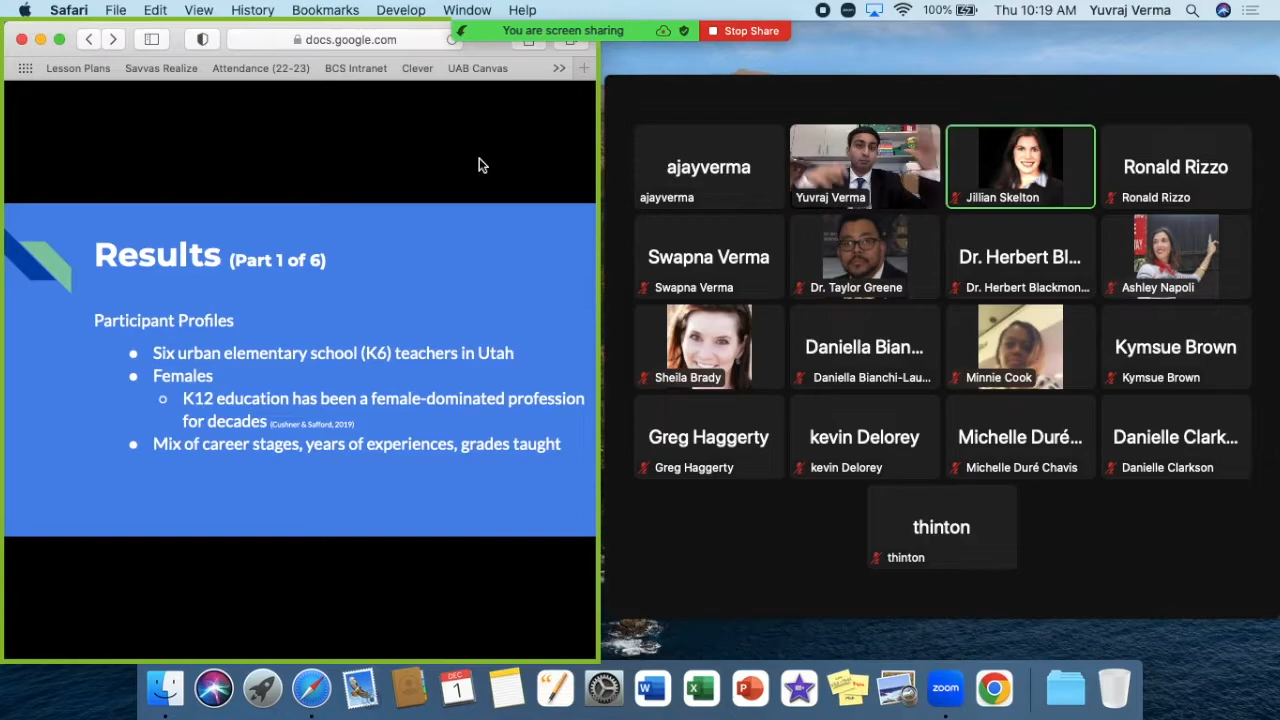 Safari File Edit View History Bookmarks Develop Window Help
100% Thu 10:19 AM Yuvraj Verma
docs.google.com
You are screen sharing
Stop Share
Lesson Plans Savvas Realize Attendance (22-23) BCS Intranet Clever UAB Canvas >>
Results (Part 1 of 6)
Participant Profiles
● Six urban elementary school (K6) teachers in Utah
● Females
○ K12 education has been a female-dominated profession
for decades (Cushner & Safford, 2019)
● Mix of career stages, years of experiences, grades taught
ajayverma
ajayverma
Yuvraj Verma
Jillian Skelton
Ronald Rizzo
Ronald Rizzo
Swapna Verma
Swapna Verma
Dr. Taylor Greene
Dr. Herbert Bl...
Dr. Herbert Blackmon...
Ashley Napoli
Sheila Brady
Daniella Bian...
Daniella Bianchi-Lau...
Minnie Cook
Kymsue Brown
Kymsue Brown
Greg Haggerty
Greg Haggerty
kevin Delorey
kevin Delorey
Michelle Duré...
Michelle Duré Chavis
Danielle Clark...
Danielle Clarkson
thinton
thinton
DEC
1
W
X
P
zoom